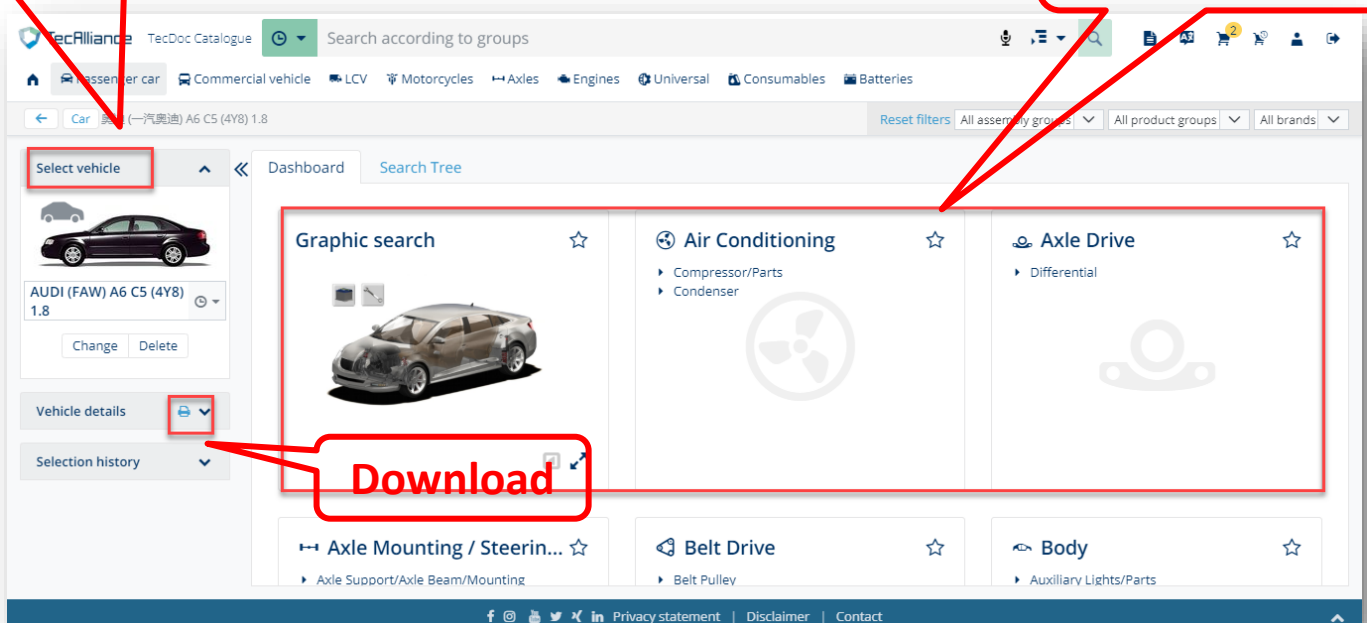 TecAlliance TecDoc Catalogue Search according to groups 2
Passenger car Commercial vehicle LCV Motorcycles Axles Engines Universal Consumables Batteries
Car (一汽奥迪) A6 C5 (4Y8) 1.8 Reset filters All assembly groups All product groups All brands
Select vehicle
Dashboard Search Tree
Graphic search
Air Conditioning
Compressor/Parts
Condenser
Axle Drive
Differential
AUDI (FAW) A6 C5 (4Y8)
1.8
Change Delete
Vehicle details
Selection history
Download
Axle Mounting / Steerin...
Axle Support/Axle Beam/Mounting
Belt Drive
Belt Pulley
Body
Auxiliary Lights/Parts
Privacy statement | Disclaimer | Contact